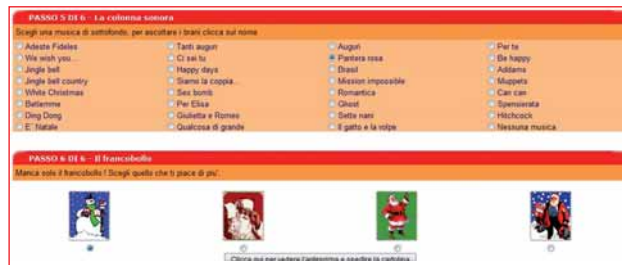 PASSO 5 DI 6 - La colonna sonora
Scegli una musica di sottofondo, per ascoltare i brani clicca sul nome
Adeste Fideles Tanti auguri Auguri Per te
We wish you... Ci sei tu Pantera rosa Be happy
Jingle bell Happy days Brasil Addams
Jingle bell country Siamo la coppia... Mission impossible Muppets
White Christmas Sex bomb Romantica Can can
Betlemme Per Elisa Ghost Spensierata
Ding Dong Giulietta e Romeo Sette nani Hitchcock
E' Natale Qualcosa di grande Il gatto e la volpe Nessuna musica
PASSO 6 DI 6 - Il francobollo
Manca solo il francobollo ! Scegli quello che ti piace di piu'.
Clicca qui per vedere l'anteprima e spedire la cartolina